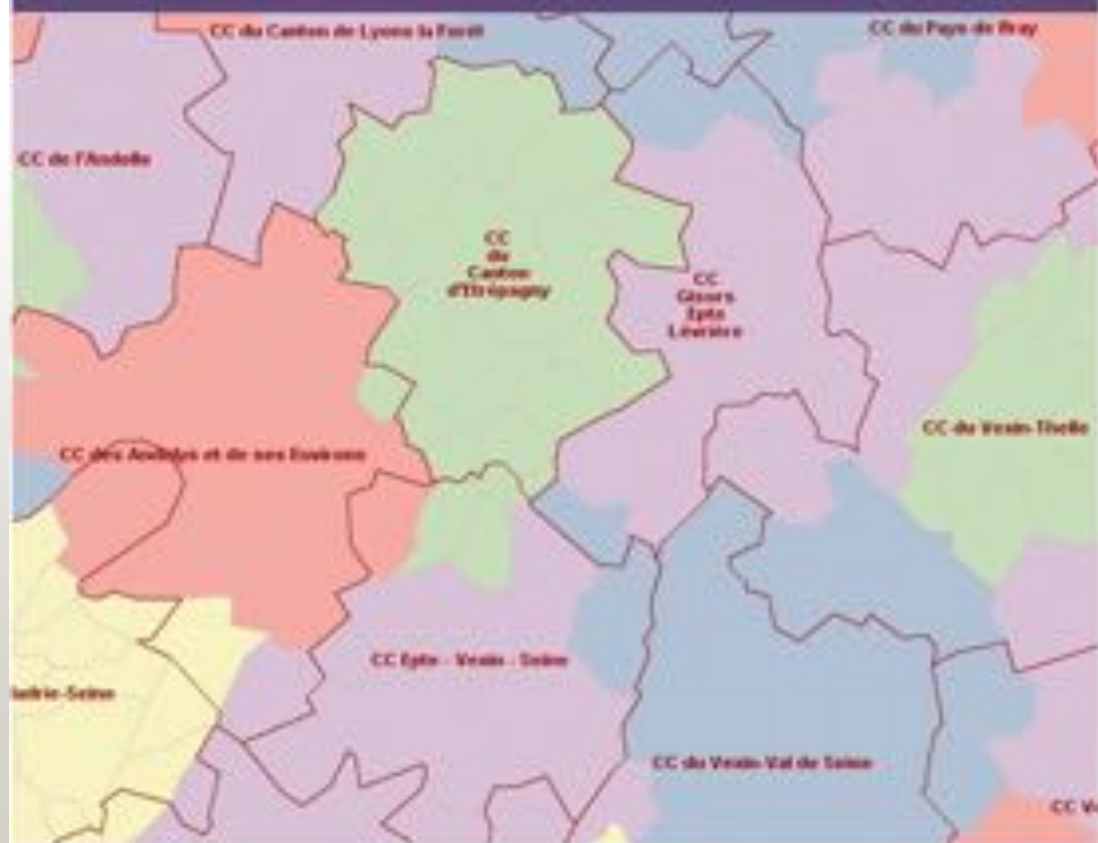 CC du Canton de Lyons la Forêt
CC du Pays de Bray
CC de l'Andelle
CC
du
Canton
d'Etrépagny
CC
Gisors
Epte
Lévrière
CC du Vexin-Thelle
CC des Andelys et de ses Environs
CC Epte - Vexin - Seine
-Seine
CC du Vexin-Val de Seine
CC V